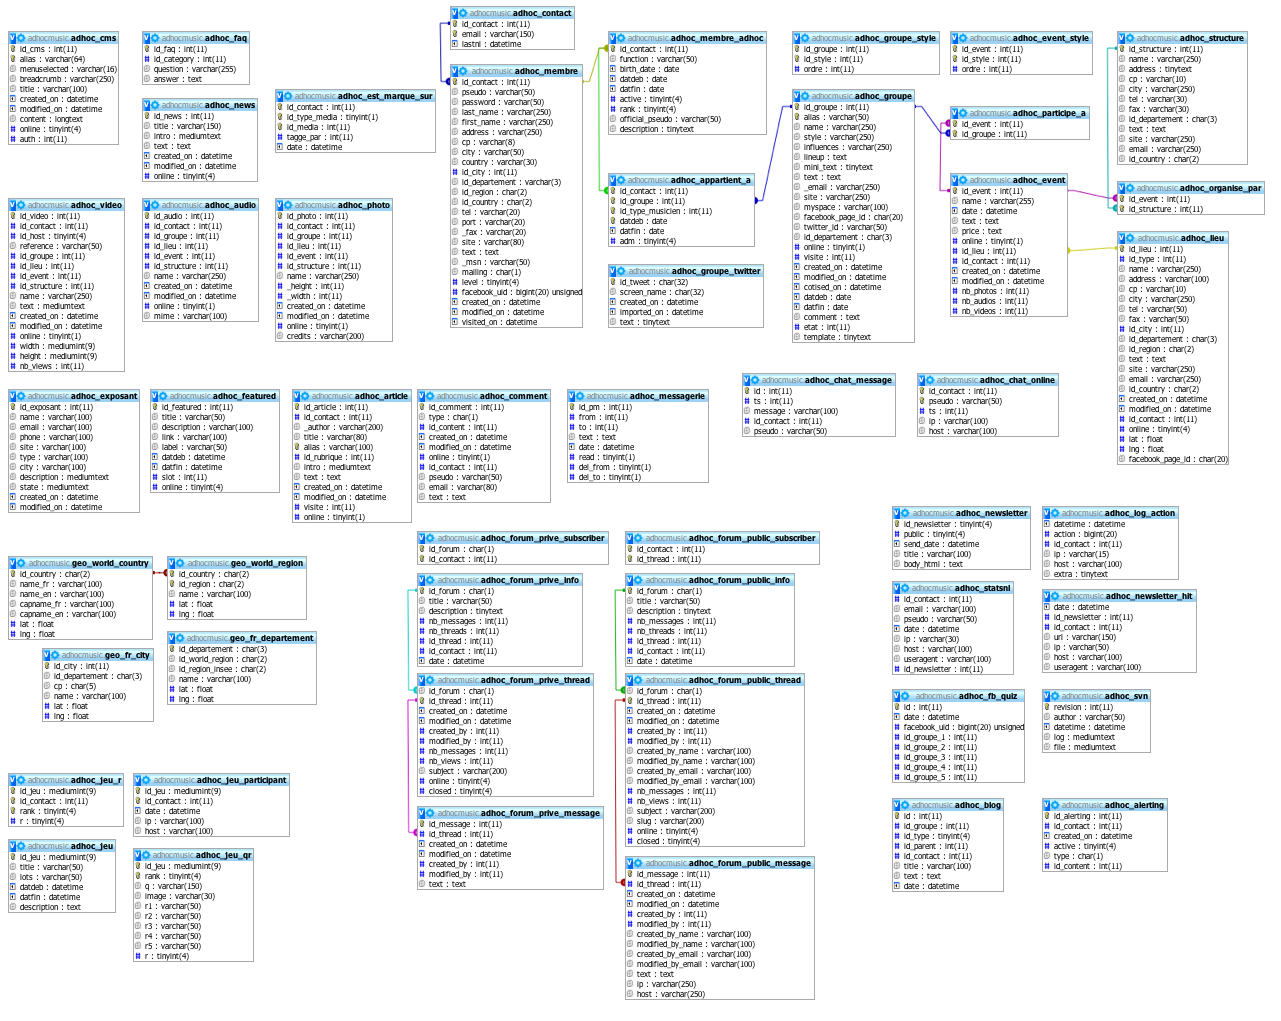 adhocmusic adhoc_cms
id_cms : int(11)
alias : varchar(64)
menuselected : varchar(16)
breadcrumb : varchar(250)
title : varchar(100)
created_on : datetime
modified_on : datetime
content : longtext
online : tinyint(4)
auth : int(11)
adhocmusic adhoc_faq
id_faq : int(11)
id_category : int(11)
question : varchar(255)
answer : text
adhocmusic adhoc_news
id_news : int(11)
title : varchar(150)
intro : mediumtext
text : text
created_on : datetime
modified_on : datetime
online : tinyint(4)
adhocmusic adhoc_est_marque_sur
id_contact : int(11)
id_type_media : tinyint(1)
id_media : int(11)
tagge_par : int(11)
date : datetime
adhocmusic adhoc_contact
id_contact : int(11)
email : varchar(150)
lastnl : datetime
adhocmusic adhoc_membre
id_contact : int(11)
pseudo : varchar(50)
password : varchar(50)
last_name : varchar(250)
first_name : varchar(250)
address : varchar(250)
cp : varchar(8)
city : varchar(50)
country : varchar(30)
id_city : int(11)
id_departement : varchar(3)
id_region : char(2)
id_country : char(2)
tel : varchar(20)
port : varchar(20)
_fax : varchar(20)
site : varchar(80)
text : text
_msn : varchar(50)
mailing : char(1)
level : tinyint(4)
facebook_uid : bigint(20) unsigned
created_on : datetime
modified_on : datetime
visited_on : datetime
adhocmusic adhoc_membre_adhoc
id_contact : int(11)
function : varchar(50)
birth_date : date
datdeb : date
datfin : date
active : tinyint(4)
rank : tinyint(4)
official_pseudo : varchar(50)
description : tinytext
adhocmusic adhoc_appartient_a
id_contact : int(11)
id_groupe : int(11)
id_type_musicien : int(11)
datdeb : date
datfin : date
adm : tinyint(4)
adhocmusic adhoc_groupe_twitter
id_tweet : char(32)
screen_name : char(32)
created_on : datetime
imported_on : datetime
text : tinytext
adhocmusic adhoc_groupe_style
id_groupe : int(11)
id_style : int(11)
ordre : int(11)
adhocmusic adhoc_groupe
id_groupe : int(11)
alias : varchar(50)
name : varchar(250)
style : varchar(250)
influences : varchar(250)
lineup : text
mini_text : tinytext
text : text
_email : varchar(250)
site : varchar(250)
myspace : varchar(100)
facebook_page_id : char(20)
twitter_id : varchar(50)
id_departement : char(3)
online : tinyint(1)
visite : int(11)
created_on : datetime
modified_on : datetime
cotised_on : datetime
datdeb : date
datfin : date
comment : text
etat : int(11)
template : tinytext
adhocmusic adhoc_event_style
id_event : int(11)
id_style : int(11)
ordre : int(11)
adhocmusic adhoc_participe_a
id_event : int(11)
id_groupe : int(11)
adhocmusic adhoc_event
id_event : int(11)
name : varchar(255)
date : datetime
text : text
price : text
online : tinyint(1)
id_lieu : int(11)
id_contact : int(11)
created_on : datetime
modified_on : datetime
nb_photos : int(11)
nb_audios : int(11)
nb_videos : int(11)
adhocmusic adhoc_structure
id_structure : int(11)
name : varchar(250)
address : tinytext
cp : varchar(10)
city : varchar(250)
tel : varchar(30)
fax : varchar(30)
id_departement : char(3)
text : text
site : varchar(250)
email : varchar(250)
id_country : char(2)
adhocmusic adhoc_organise_par
id_event : int(11)
id_structure : int(11)
adhocmusic adhoc_lieu
id_lieu : int(11)
id_type : int(11)
name : varchar(250)
address : varchar(100)
cp : varchar(10)
city : varchar(250)
tel : varchar(50)
fax : varchar(50)
id_city : int(11)
id_departement : char(3)
id_region : char(2)
text : text
site : varchar(250)
email : varchar(250)
id_country : char(2)
created_on : datetime
modified_on : datetime
id_contact : int(11)
online : tinyint(4)
lat : float
lng : float
facebook_page_id : char(20)
adhocmusic adhoc_video
id_video : int(11)
id_contact : int(11)
id_host : tinyint(4)
reference : varchar(50)
id_groupe : int(11)
id_lieu : int(11)
id_event : int(11)
id_structure : int(11)
name : varchar(250)
text : mediumtext
created_on : datetime
modified_on : datetime
online : tinyint(1)
width : mediumint(9)
height : mediumint(9)
nb_views : int(11)
adhocmusic adhoc_audio
id_audio : int(11)
id_contact : int(11)
id_groupe : int(11)
id_lieu : int(11)
id_event : int(11)
id_structure : int(11)
name : varchar(250)
created_on : datetime
modified_on : datetime
online : tinyint(1)
mime : varchar(100)
adhocmusic adhoc_photo
id_photo : int(11)
id_contact : int(11)
id_groupe : int(11)
id_lieu : int(11)
id_event : int(11)
id_structure : int(11)
name : varchar(250)
_height : int(11)
_width : int(11)
created_on : datetime
modified_on : datetime
online : tinyint(1)
credits : varchar(200)
adhocmusic adhoc_exposant
id_exposant : int(11)
name : varchar(100)
email : varchar(100)
phone : varchar(100)
site : varchar(100)
type : varchar(100)
city : varchar(100)
description : mediumtext
state : mediumtext
created_on : datetime
modified_on : datetime
adhocmusic adhoc_featured
id_featured : int(11)
title : varchar(50)
description : varchar(100)
link : varchar(100)
label : varchar(50)
datdeb : datetime
datfin : datetime
slot : int(11)
online : tinyint(4)
adhocmusic adhoc_article
id_article : int(11)
id_contact : int(11)
_author : varchar(200)
title : varchar(80)
alias : varchar(100)
id_rubrique : int(11)
intro : mediumtext
text : text
created_on : datetime
modified_on : datetime
visite : int(11)
online : tinyint(1)
adhocmusic adhoc_comment
id_comment : int(11)
type : char(1)
id_content : int(11)
created_on : datetime
modified_on : datetime
online : tinyint(1)
id_contact : int(11)
pseudo : varchar(50)
email : varchar(80)
text : text
adhocmusic adhoc_messagerie
id_pm : int(11)
from : int(11)
to : int(11)
text : text
date : datetime
read : tinyint(1)
del_from : tinyint(1)
del_to : tinyint(1)
adhocmusic adhoc_chat_message
id : int(11)
ts : int(11)
message : varchar(100)
id_contact : int(11)
pseudo : varchar(50)
adhocmusic adhoc_chat_online
id_contact : int(11)
pseudo : varchar(50)
ts : int(11)
ip : varchar(100)
host : varchar(100)
adhocmusic geo_world_country
id_country : char(2)
name_fr : varchar(100)
name_en : varchar(100)
capname_fr : varchar(100)
capname_en : varchar(100)
lat : float
lng : float
adhocmusic geo_world_region
id_country : char(2)
id_region : char(2)
name : varchar(100)
lat : float
lng : float
adhocmusic geo_fr_departement
id_departement : char(3)
id_world_region : char(2)
id_region_insee : char(2)
name : varchar(100)
lat : float
lng : float
adhocmusic geo_fr_city
id_city : int(11)
id_departement : char(3)
cp : char(5)
name : varchar(100)
lat : float
lng : float
adhocmusic adhoc_forum_prive_subscriber
id_forum : char(1)
id_contact : int(11)
adhocmusic adhoc_forum_prive_info
id_forum : char(1)
title : varchar(50)
description : tinytext
nb_messages : int(11)
nb_threads : int(11)
id_thread : int(11)
id_contact : int(11)
date : datetime
adhocmusic adhoc_forum_prive_thread
id_forum : char(1)
id_thread : int(11)
created_on : datetime
modified_on : datetime
created_by : int(11)
modified_by : int(11)
nb_messages : int(11)
nb_views : int(11)
subject : varchar(200)
online : tinyint(4)
closed : tinyint(4)
adhocmusic adhoc_forum_prive_message
id_message : int(11)
id_thread : int(11)
created_on : datetime
modified_on : datetime
created_by : int(11)
modified_by : int(11)
text : text
adhocmusic adhoc_forum_public_subscriber
id_contact : int(11)
id_thread : int(11)
adhocmusic adhoc_forum_public_info
id_forum : char(1)
title : varchar(50)
description : tinytext
nb_messages : int(11)
nb_threads : int(11)
id_thread : int(11)
id_contact : int(11)
date : datetime
adhocmusic adhoc_forum_public_thread
id_forum : char(1)
id_thread : int(11)
created_on : datetime
modified_on : datetime
created_by : int(11)
modified_by : int(11)
created_by_name : varchar(100)
modified_by_name : varchar(100)
created_by_email : varchar(100)
modified_by_email : varchar(100)
nb_messages : int(11)
nb_views : int(11)
subject : varchar(200)
slug : varchar(200)
online : tinyint(4)
closed : tinyint(4)
adhocmusic adhoc_forum_public_message
id_message : int(11)
id_thread : int(11)
created_on : datetime
modified_on : datetime
created_by : int(11)
modified_by : int(11)
created_by_name : varchar(100)
modified_by_name : varchar(100)
created_by_email : varchar(100)
modified_by_email : varchar(100)
text : text
ip : varchar(250)
host : varchar(250)
adhocmusic adhoc_newsletter
id_newsletter : tinyint(4)
public : tinyint(4)
send_date : datetime
title : varchar(100)
body_html : text
adhocmusic adhoc_log_action
datetime : datetime
action : bigint(20)
id_contact : int(11)
ip : varchar(15)
host : varchar(100)
extra : tinytext
adhocmusic adhoc_statsnl
id_contact : int(11)
email : varchar(100)
pseudo : varchar(50)
date : datetime
ip : varchar(30)
host : varchar(100)
useragent : varchar(100)
id_newsletter : int(11)
adhocmusic adhoc_newsletter_hit
date : datetime
id_newsletter : int(11)
id_contact : int(11)
url : varchar(150)
ip : varchar(50)
host : varchar(100)
useragent : varchar(100)
adhocmusic adhoc_fb_quiz
id : int(11)
date : datetime
facebook_uid : bigint(20) unsigned
id_groupe_1 : int(11)
id_groupe_2 : int(11)
id_groupe_3 : int(11)
id_groupe_4 : int(11)
id_groupe_5 : int(11)
adhocmusic adhoc_svn
revision : int(11)
author : varchar(50)
datetime : datetime
log : mediumtext
file : mediumtext
adhocmusic adhoc_jeu_r
id_jeu : mediumint(9)
id_contact : int(11)
rank : tinyint(4)
r : tinyint(4)
adhocmusic adhoc_jeu_participant
id_jeu : mediumint(9)
id_contact : int(11)
date : datetime
ip : varchar(100)
host : varchar(100)
adhocmusic adhoc_jeu
id_jeu : mediumint(9)
title : varchar(50)
lots : varchar(50)
datdeb : datetime
datfin : datetime
description : text
adhocmusic adhoc_jeu_qr
id_jeu : mediumint(9)
rank : tinyint(4)
q : varchar(150)
image : varchar(30)
r1 : varchar(50)
r2 : varchar(50)
r3 : varchar(50)
r4 : varchar(50)
r5 : varchar(50)
r : tinyint(4)
adhocmusic adhoc_blog
id : int(11)
id_groupe : int(11)
id_type : tinyint(4)
id_parent : int(11)
id_contact : int(11)
title : varchar(100)
text : text
date : datetime
adhocmusic adhoc_alerting
id_alerting : int(11)
id_contact : int(11)
created_on : datetime
active : tinyint(4)
type : char(1)
id_content : int(11)